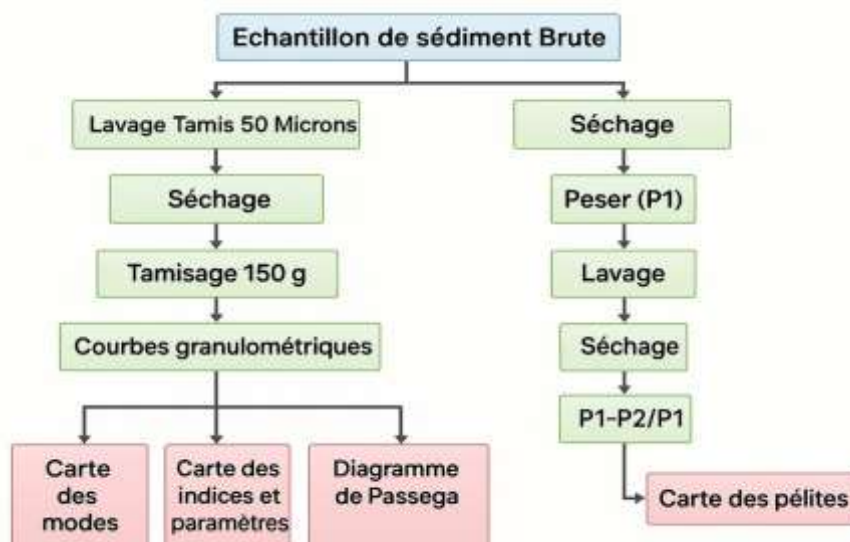 Echantillon de sédiment Brute
Lavage Tamis 50 Microns
Séchage
Tamisage 150 g
Courbes granulométriques
Carte
des
modes
Carte des
indices et
paramètres
Diagramme
de Passega
Séchage
Peser (P1)
Lavage
Séchage
P1-P2/P1
Carte des pélites